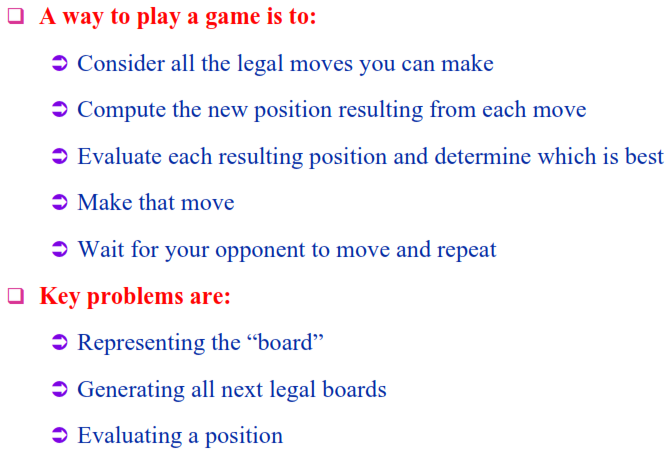 A way to play a game is to:
Consider all the legal moves you can make
Compute the new position resulting from each move
Evaluate each resulting position and determine which is best
Make that move
Wait for your opponent to move and repeat
Key problems are:
Representing the “board”
Generating all next legal boards
Evaluating a position